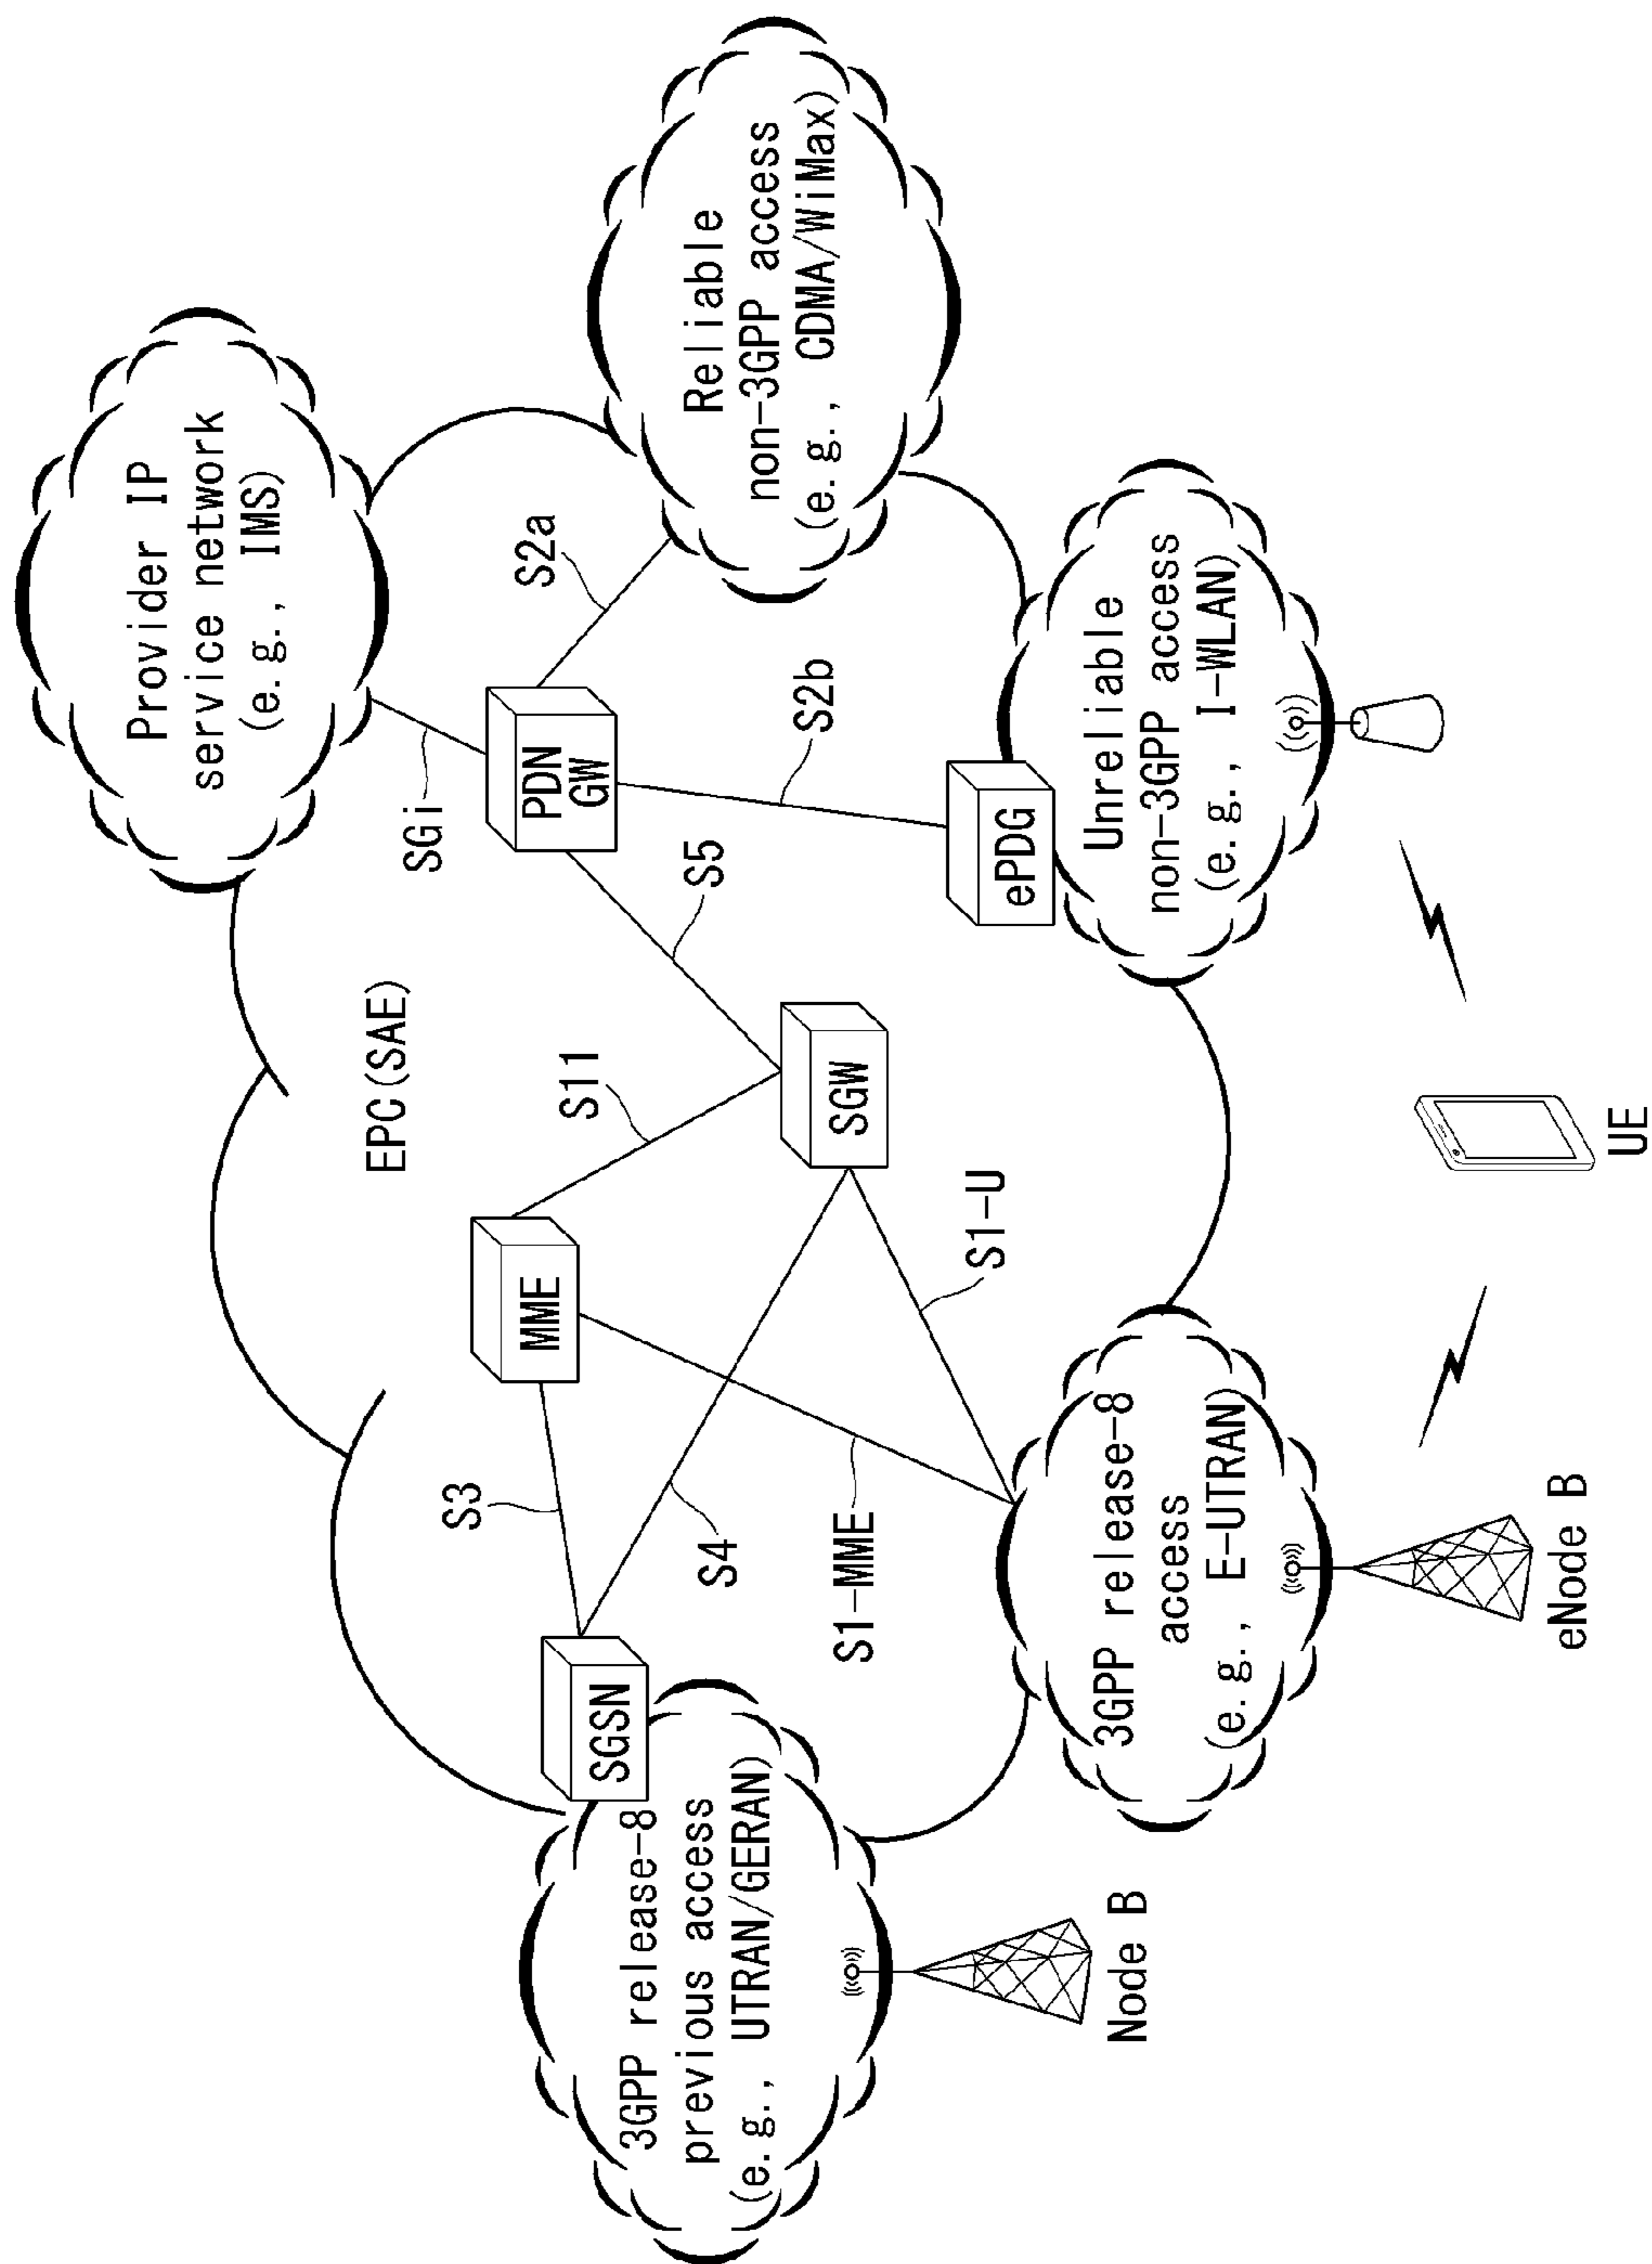 Provider IP
service network
(e.g., IMS)
SGi
EPC(SAE)
S2a
Reliable
non-3GPP access
(e.g., CDMA/WiMax)
PDN
GW
S5
S2b
S11
MME
S3
SGSN
3GPP release-8
previous access
(e.g., UTRAN/GERAN)
S4
S1-MME
SGW
S1-U
ePDG
Unreliable
non-3GPP access
(e.g., I-WLAN)
3GPP release-8
access
(e.g., E-UTRAN)
Node B
eNode B
UE